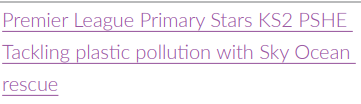 Premier League Primary Stars KS2 PSHE
Tackling plastic pollution with Sky Ocean
rescue